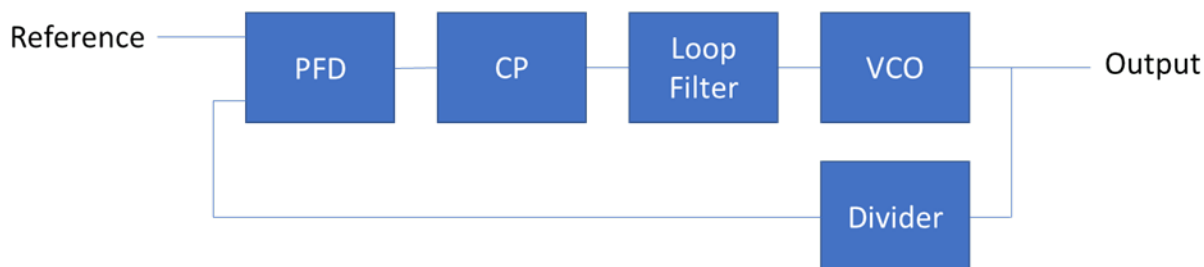 Reference
PFD
CP
Loop
Filter
VCO
Output
Divider